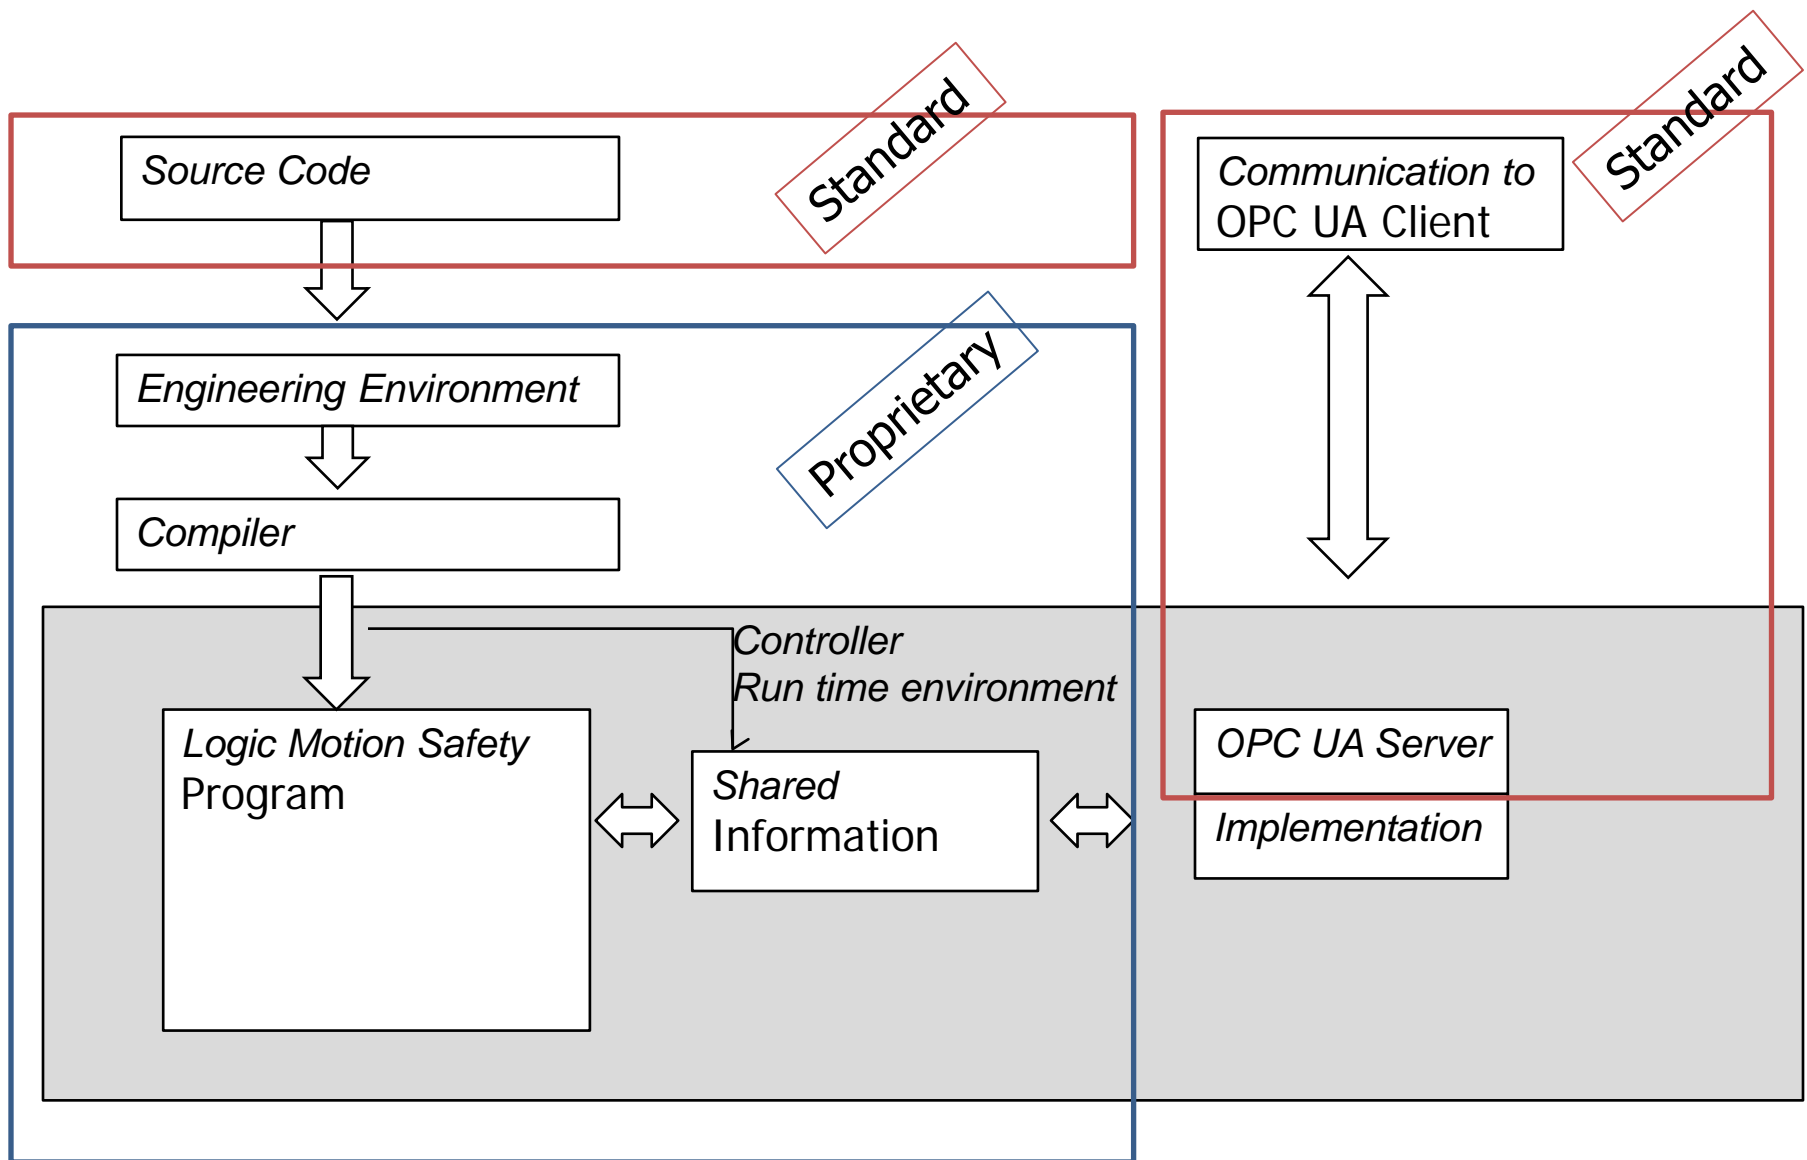 Standard
Standard
Source Code
Communication to
OPC UA Client
Proprietary
Engineering Environment
Compiler
Controller
Run time environment
Logic Motion Safety
Program
Shared
Information
OPC UA Server
Implementation